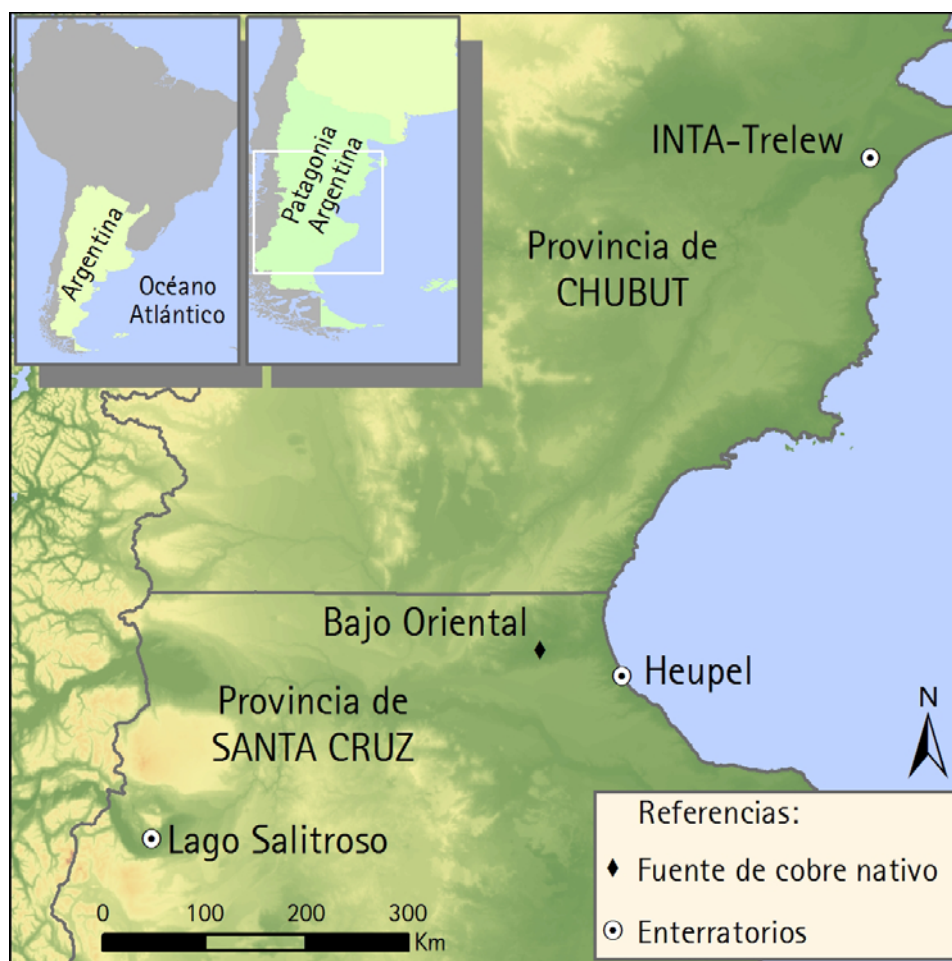 Argentina
Océano
Atlántico
Patagonia
Argentina
INTA-Trelew
Provincia de
CHUBUT
Bajo Oriental
Heupel
Provincia de
SANTA CRUZ
Lago Salitroso
N
0 100 200 300
Km
Referencias:
Fuente de cobre nativo
Enterratorios